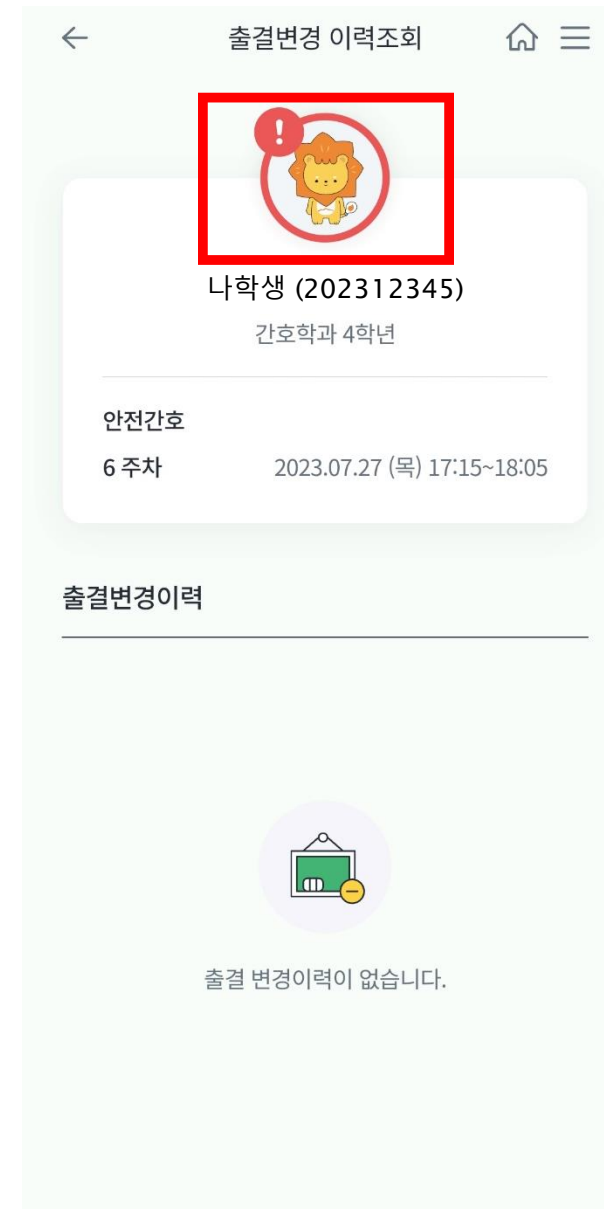 출결변경 이력조회
!
나학생 (202312345)
간호학과 4학년
안전간호
6 주차 2023.07.27 (목) 17:15~18:05
출결변경이력
출결 변경이력이 없습니다.